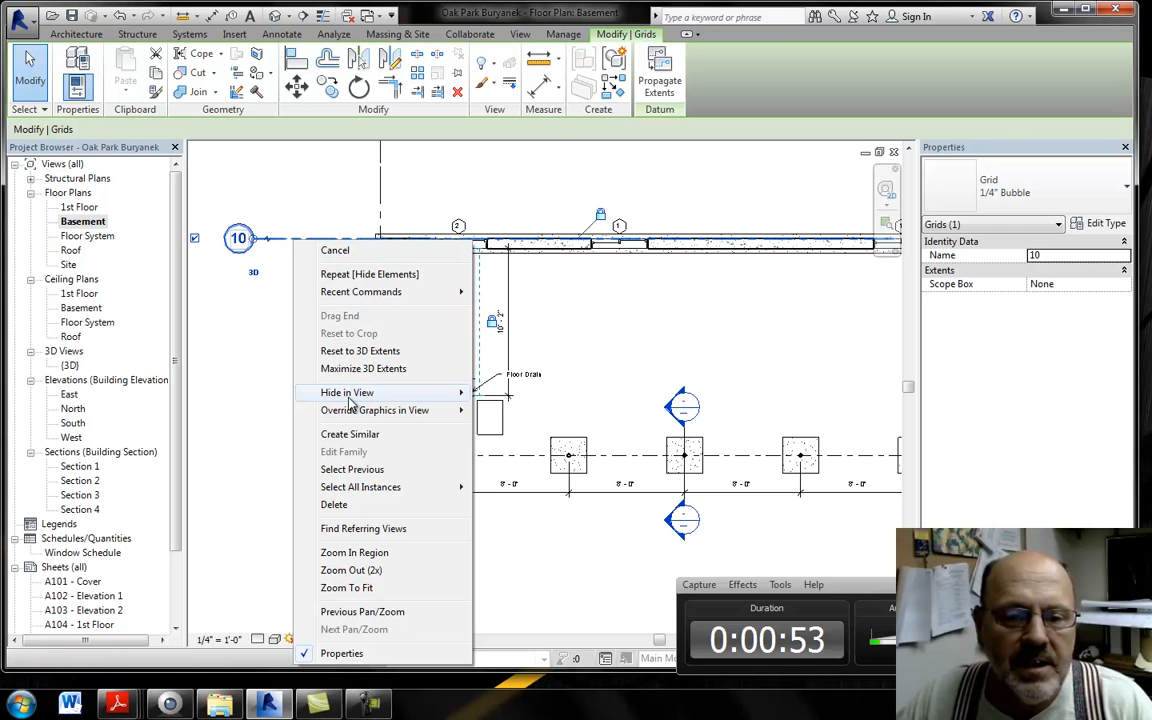 Oak Park Buryanek - Floor Plan: Basement
Type a keyword or phrase
Sign In
Architecture Structure Systems Insert Annotate Analyze Massing & Site Collaborate View Manage Modify | Grids
Modify
Paste
Cope
Cut
Join
Propagate
Extents
Select Properties Clipboard Geometry Modify View Measure Create Datum
Modify | Grids
Project Browser - Oak Park Buryanek
Views (all)
Structural Plans
Floor Plans
1st Floor
Basement
Floor System
Roof
Site
Ceiling Plans
1st Floor
Basement
Floor System
Roof
3D Views
{3D}
Elevations (Building Elevation
East
North
South
West
Sections (Building Section)
Section 1
Section 2
Section 3
Section 4
Legends
Schedules/Quantities
Window Schedule
Sheets (all)
A101 - Cover
A102 - Elevation 1
A103 - Elevation 2
A104 - 1st Floor
10
3D
2
1
10' - 2"
Floor Drain
8' - 0"
8' - 0"
8' - 0"
8' - 0"
Cancel
Repeat [Hide Elements]
Recent Commands
Drag End
Reset to Crop
Reset to 3D Extents
Maximize 3D Extents
Hide in View
Override Graphics in View
Create Similar
Edit Family
Select Previous
Select All Instances
Delete
Find Referring Views
Zoom In Region
Zoom Out (2x)
Zoom To Fit
Previous Pan/Zoom
Next Pan/Zoom
Properties
Properties
Grid
1/4" Bubble
Grids (1)
Edit Type
Identity Data
Name
10
Extents
Scope Box
None
1/4" = 1'-0"
:0
Main Mo
Capture Effects Tools Help
Duration
0:00:53